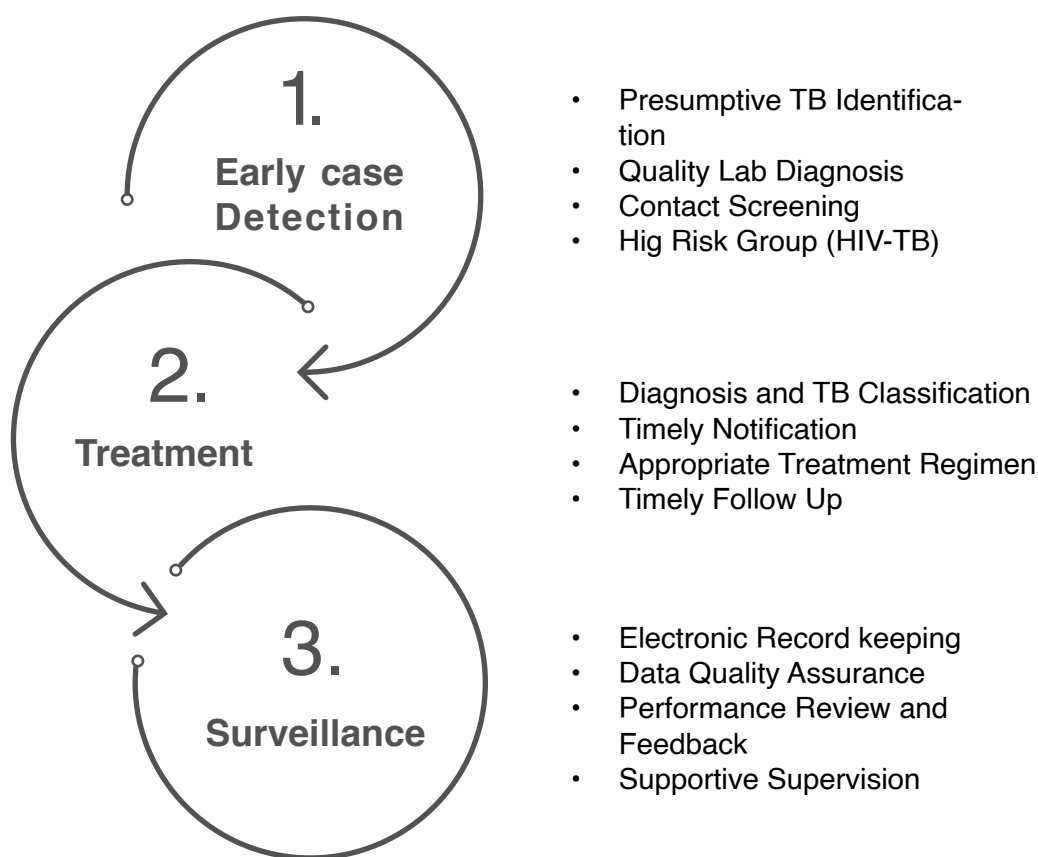 1.
Early case
Detection
• Presumptive TB Identifica-
tion
• Quality Lab Diagnosis
• Contact Screening
• Hig Risk Group (HIV-TB)
2.
Treatment
• Diagnosis and TB Classification
• Timely Notification
• Appropriate Treatment Regimen
• Timely Follow Up
3.
Surveillance
• Electronic Record keeping
• Data Quality Assurance
• Performance Review and
Feedback
• Supportive Supervision